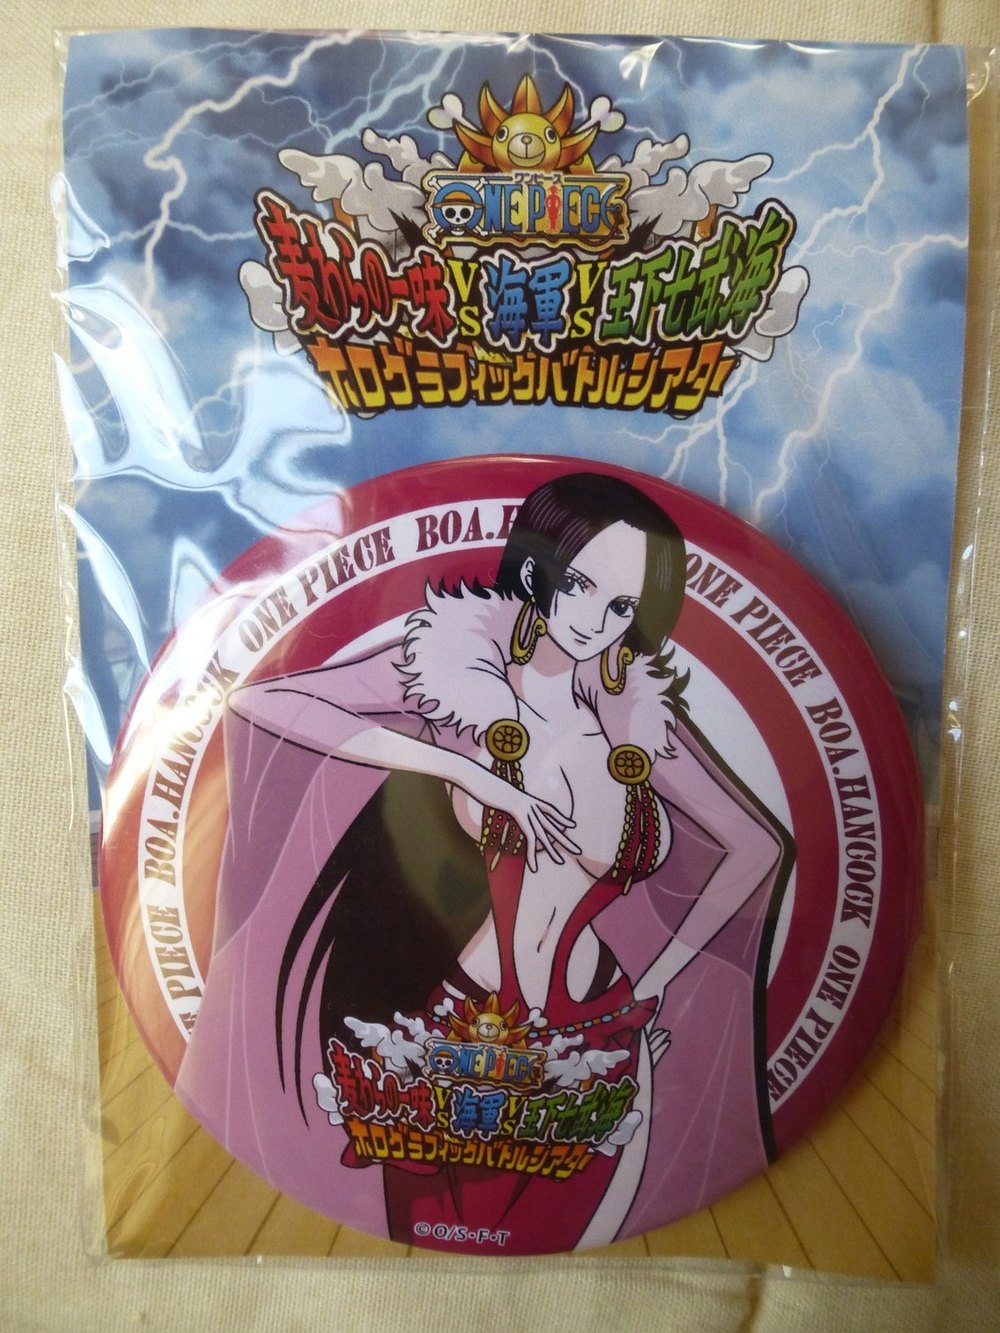 ワンピース
ONE PIECE
麦わらの一味 VS 海軍 VS 王下七武海
ホログラフィックバトルシアター
PIECE BOA.HANCOCK ONE PIECE BOA.H
ONE PIECE BOA.HANCOCK ONE PIECE
ONE PIECE
麦わらの一味 VS 海軍 VS 王下七武海
ホログラフィックバトルシアター
©O/S・F・T